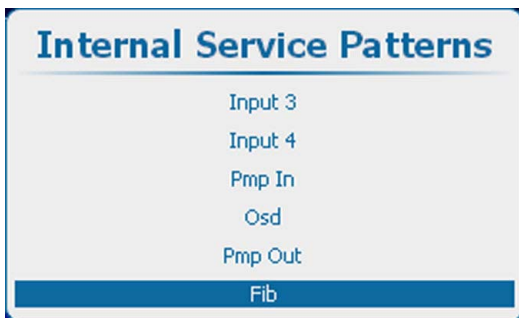 Internal Service Patterns
Input 3
Input 4
Pmp In
Osd
Pmp Out
Fib